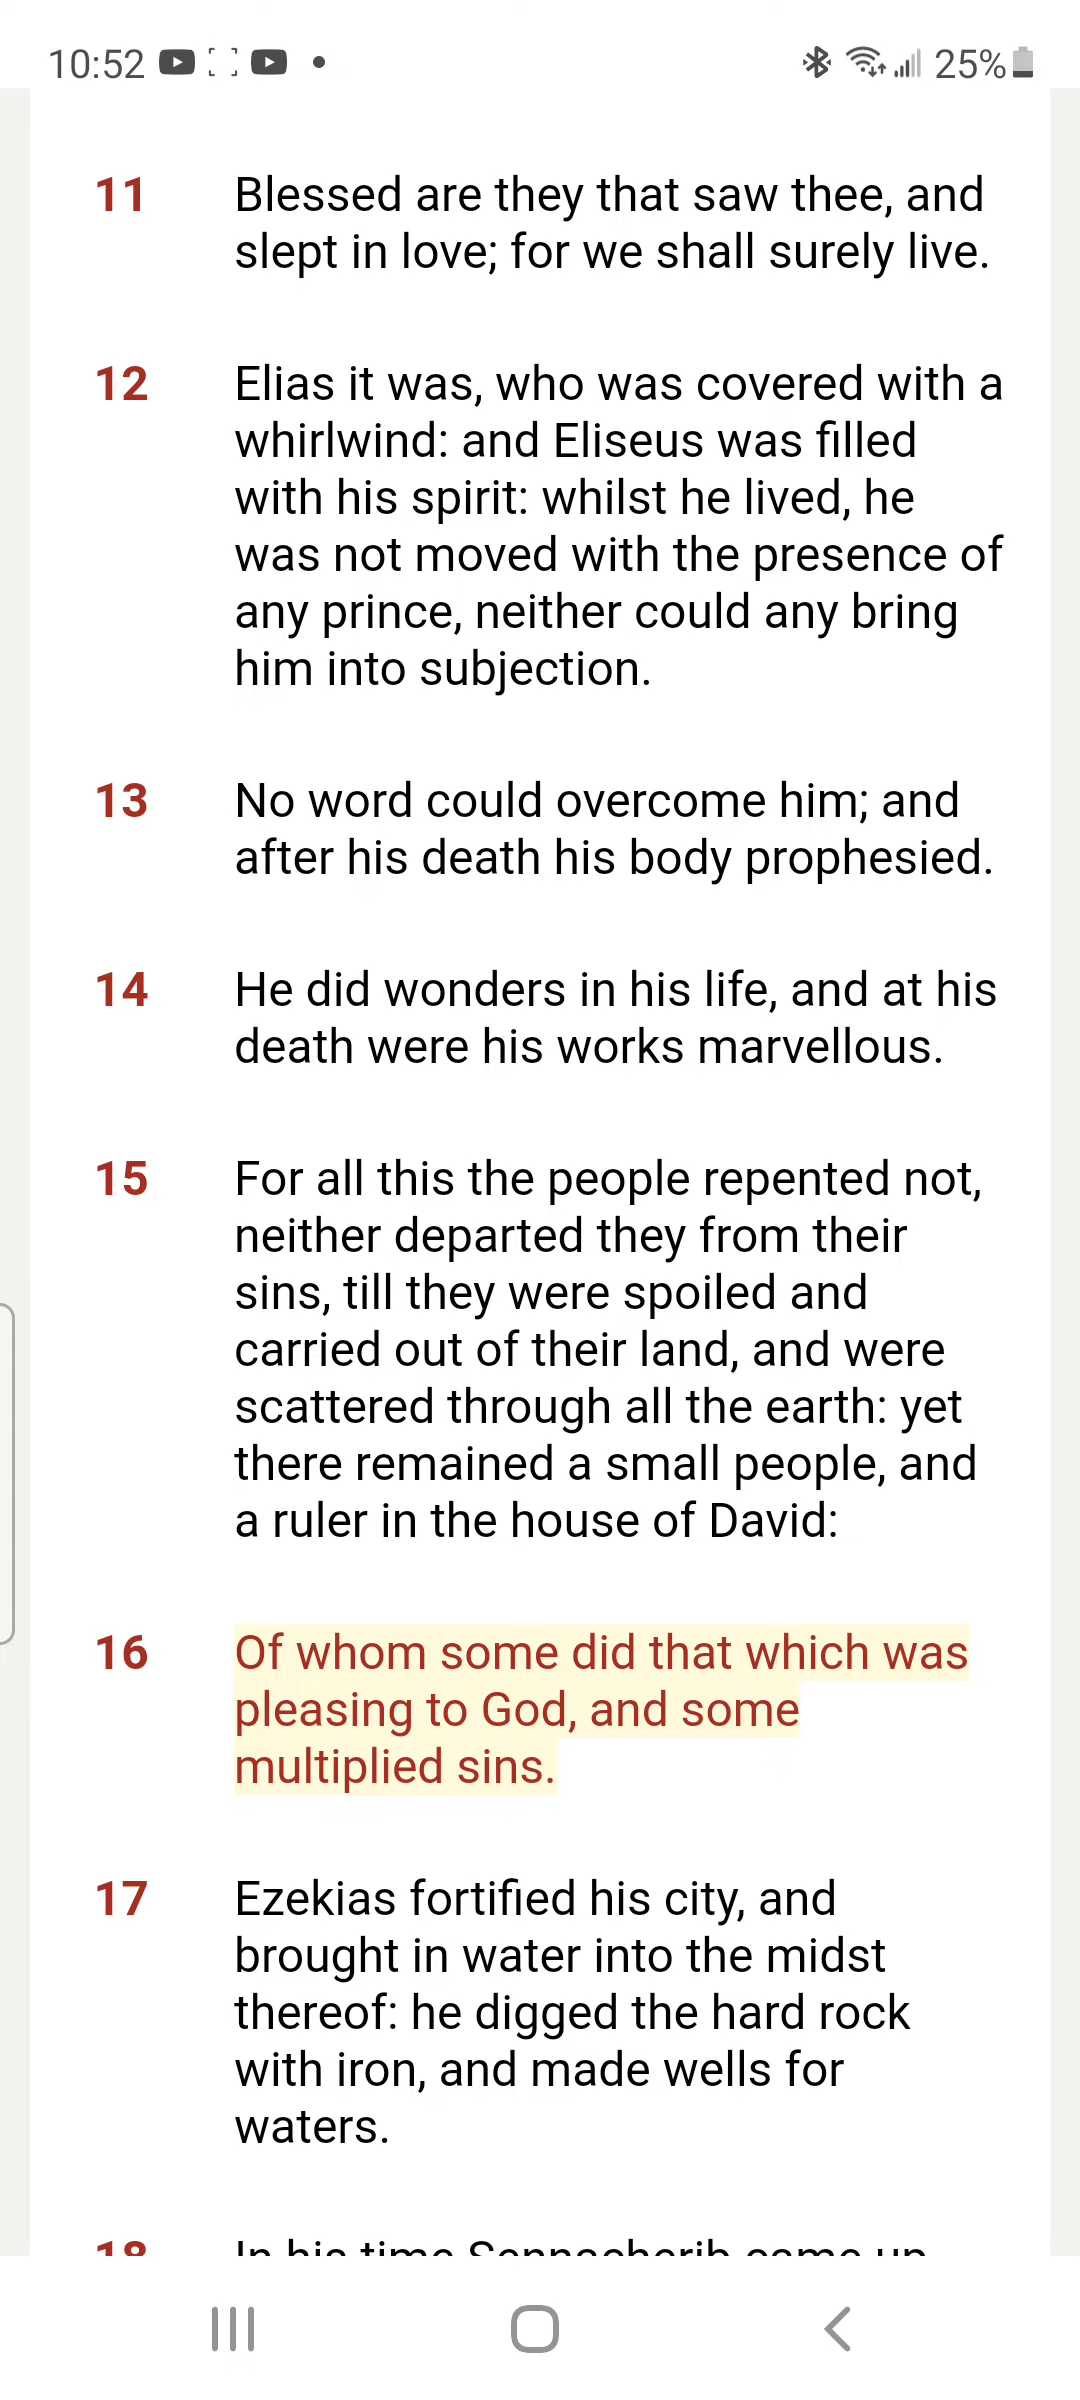 10:52
25%
11 Blessed are they that saw thee, and
slept in love; for we shall surely live.
12 Elias it was, who was covered with a
whirlwind: and Eliseus was filled
with his spirit: whilst he lived, he
was not moved with the presence of
any prince, neither could any bring
him into subjection.
13 No word could overcome him; and
after his death his body prophesied.
14 He did wonders in his life, and at his
death were his works marvellous.
15 For all this the people repented not,
neither departed they from their
sins, till they were spoiled and
carried out of their land, and were
scattered through all the earth: yet
there remained a small people, and
a ruler in the house of David:
16 Of whom some did that which was
pleasing to God, and some
multiplied sins.
17 Ezekias fortified his city, and
brought in water into the midst
thereof: he digged the hard rock
with iron, and made wells for
waters.
18 In his time Sennacherib came up